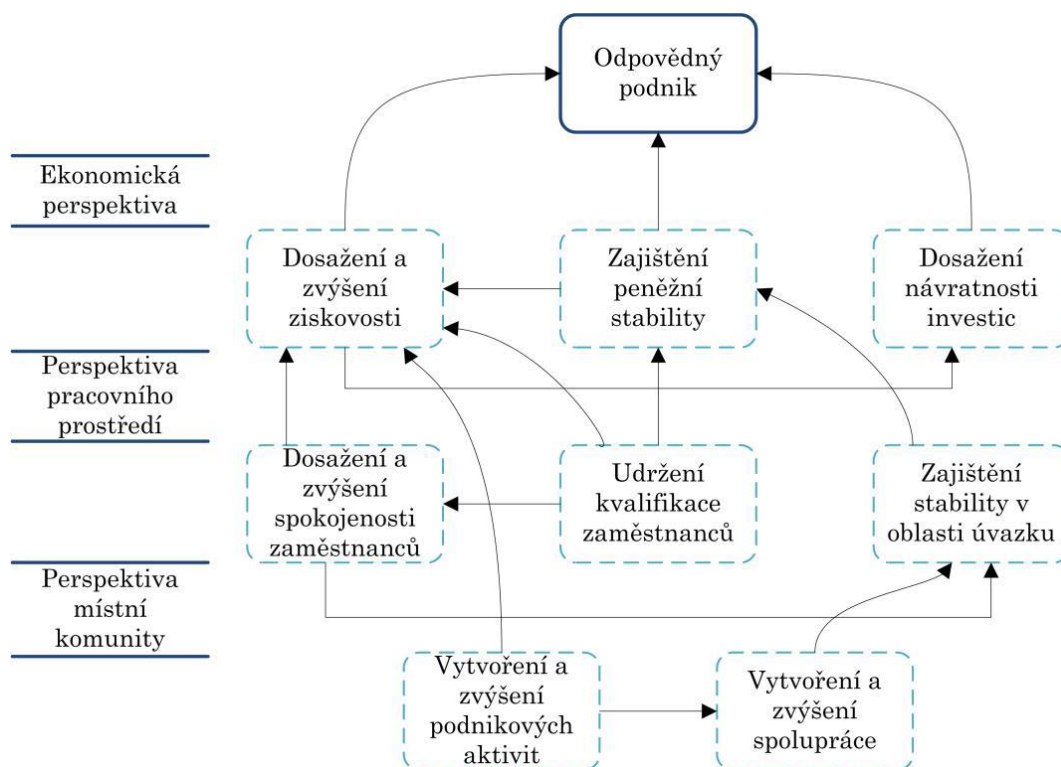 Odpovědný
podnik
Ekonomická
perspektiva
Dosažení a
zvýšení
ziskovosti
Zajištění
peněžní
stability
Dosažení
návratnosti
investic
Perspektiva
pracovního
prostředí
Dosažení a
zvýšení
spokojenosti
zaměstnanců
Udržení
kvalifikace
zaměstnanců
Zajištění
stability v
oblasti úvazku
Perspektiva
místní
komunity
Vytvoření a
zvýšení
podnikových
aktivit
Vytvoření a
zvýšení
spolupráce